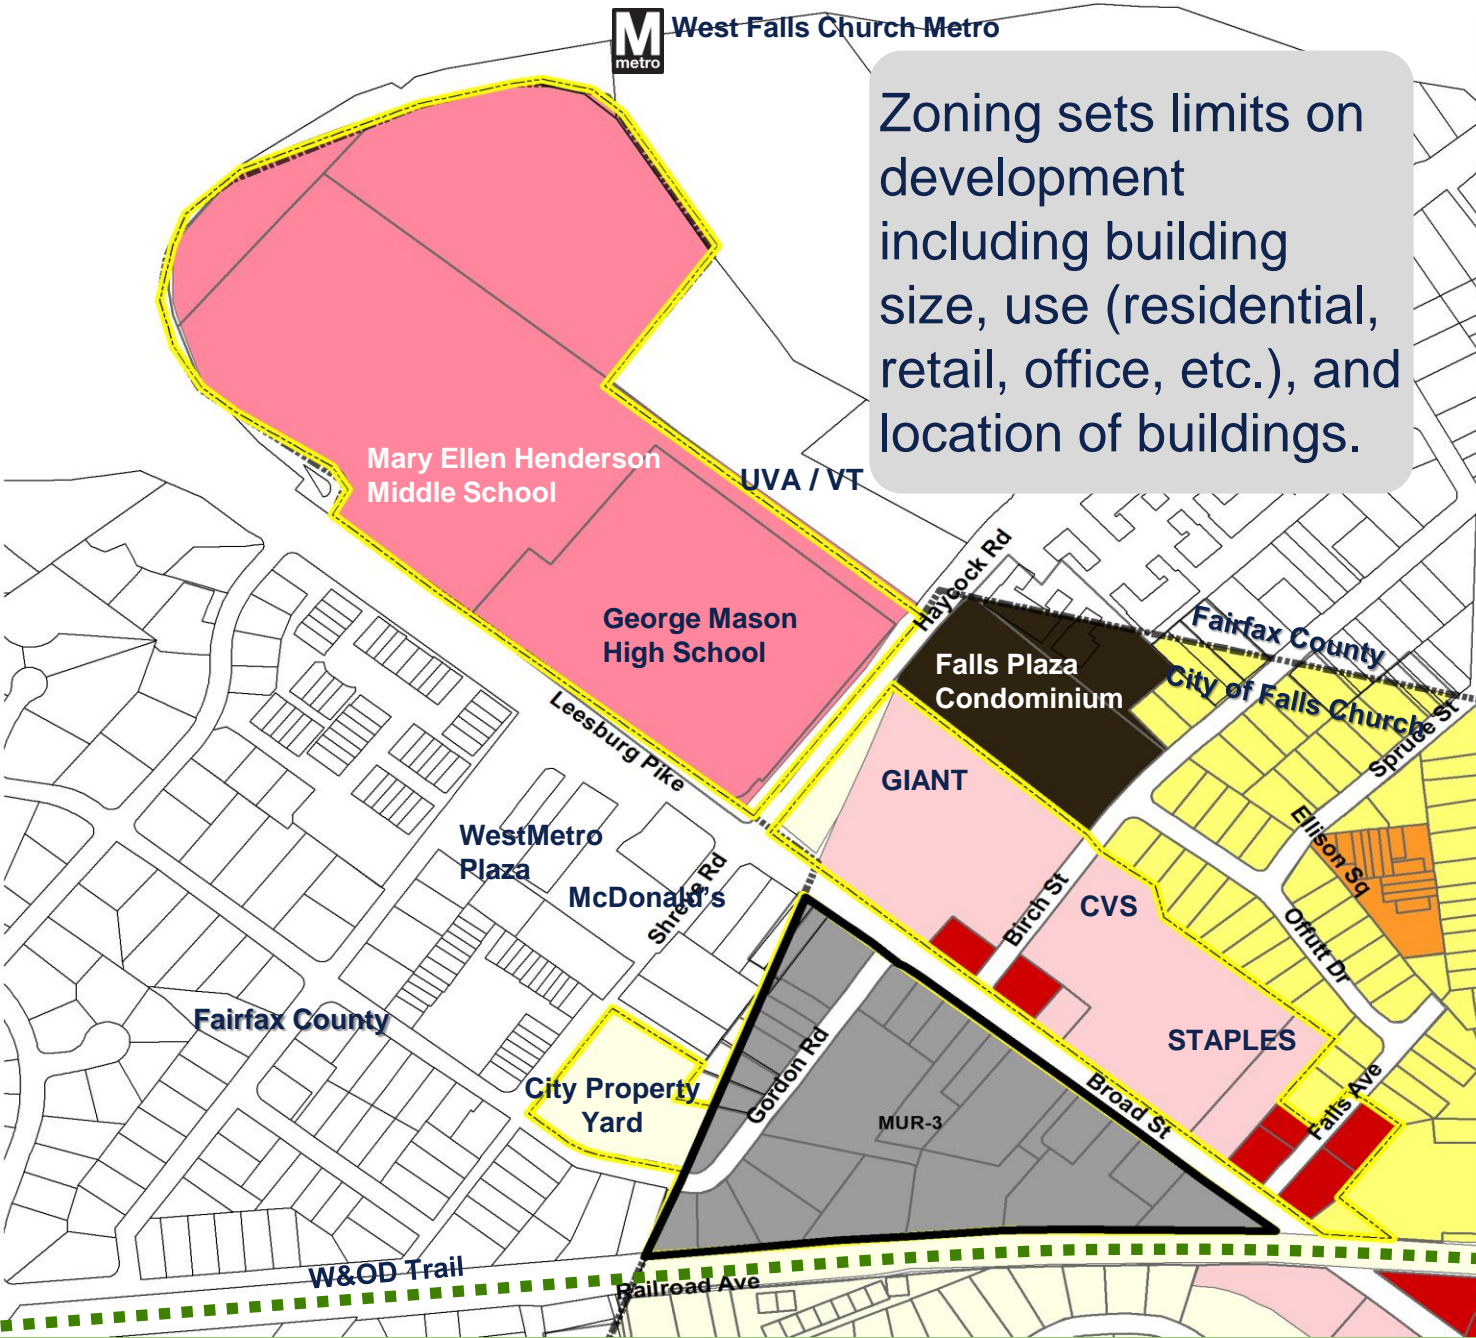 M
metro
West Falls Church Metro
Zoning sets limits on
development
including building
size, use (residential,
retail, office, etc.), and
location of buildings.
Mary Ellen Henderson
Middle School
UVA / VT
Haycock Rd
George Mason
High School
Falls Plaza
Condominium
Fairfax County
City of Falls Church
Spruce St
Leesburg Pike
GIANT
WestMetro
Plaza
McDonald's
Shreve Rd
Ellison Sq
Birch St
CVS
Offutt Dr
Fairfax County
STAPLES
City Property
Yard
Gordon Rd
MUR-3
Broad St
Falls Ave
W&OD Trail
Railroad Ave